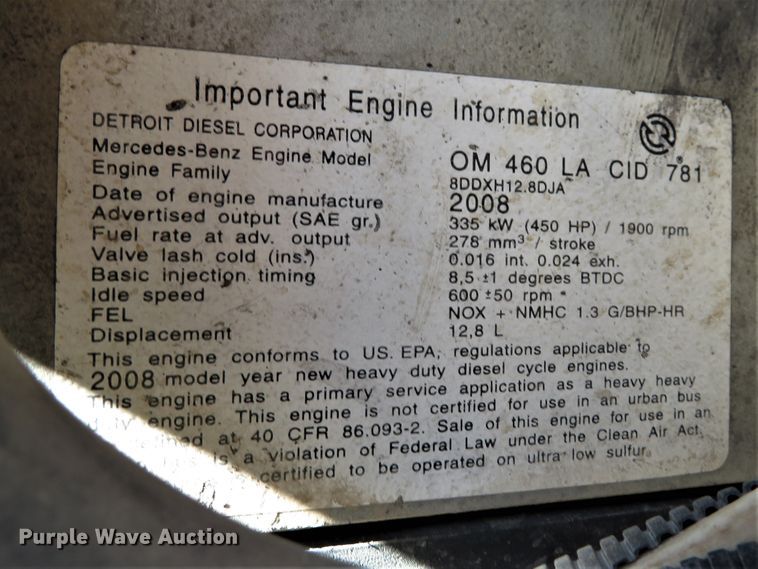 Important Engine Information
DETROIT DIESEL CORPORATION
Mercedes-Benz Engine Model OM 460 LA CID 781
Engine Family 8DDXH12.8DJA
Date of engine manufacture 2008
Advertised output (SAE gr.) 335 kW (450 HP) / 1900 rpm
Fuel rate at adv. output 278 mm³ / stroke
Valve lash cold (ins.) 0.016 int. 0.024 exh.
Basic injection timing 8,5 ±1 degrees BTDC
Idle speed 600 ±50 rpm
FEL NOX + NMHC 1.3 G/BHP-HR
Displacement 12,8 L
This engine conforms to US. EPA, regulations applicable to
2008 model year new heavy duty diesel cycle engines.
This engine has a primary service application as a heavy heavy
duty engine. This engine is not certified for use in an urban bus
at 40 CFR 86.093-2. Sale of this engine for use in an
is a violation of Federal Law under the Clean Air Act.
certified to be operated on ultra low sulfur
Purple Wave Auction